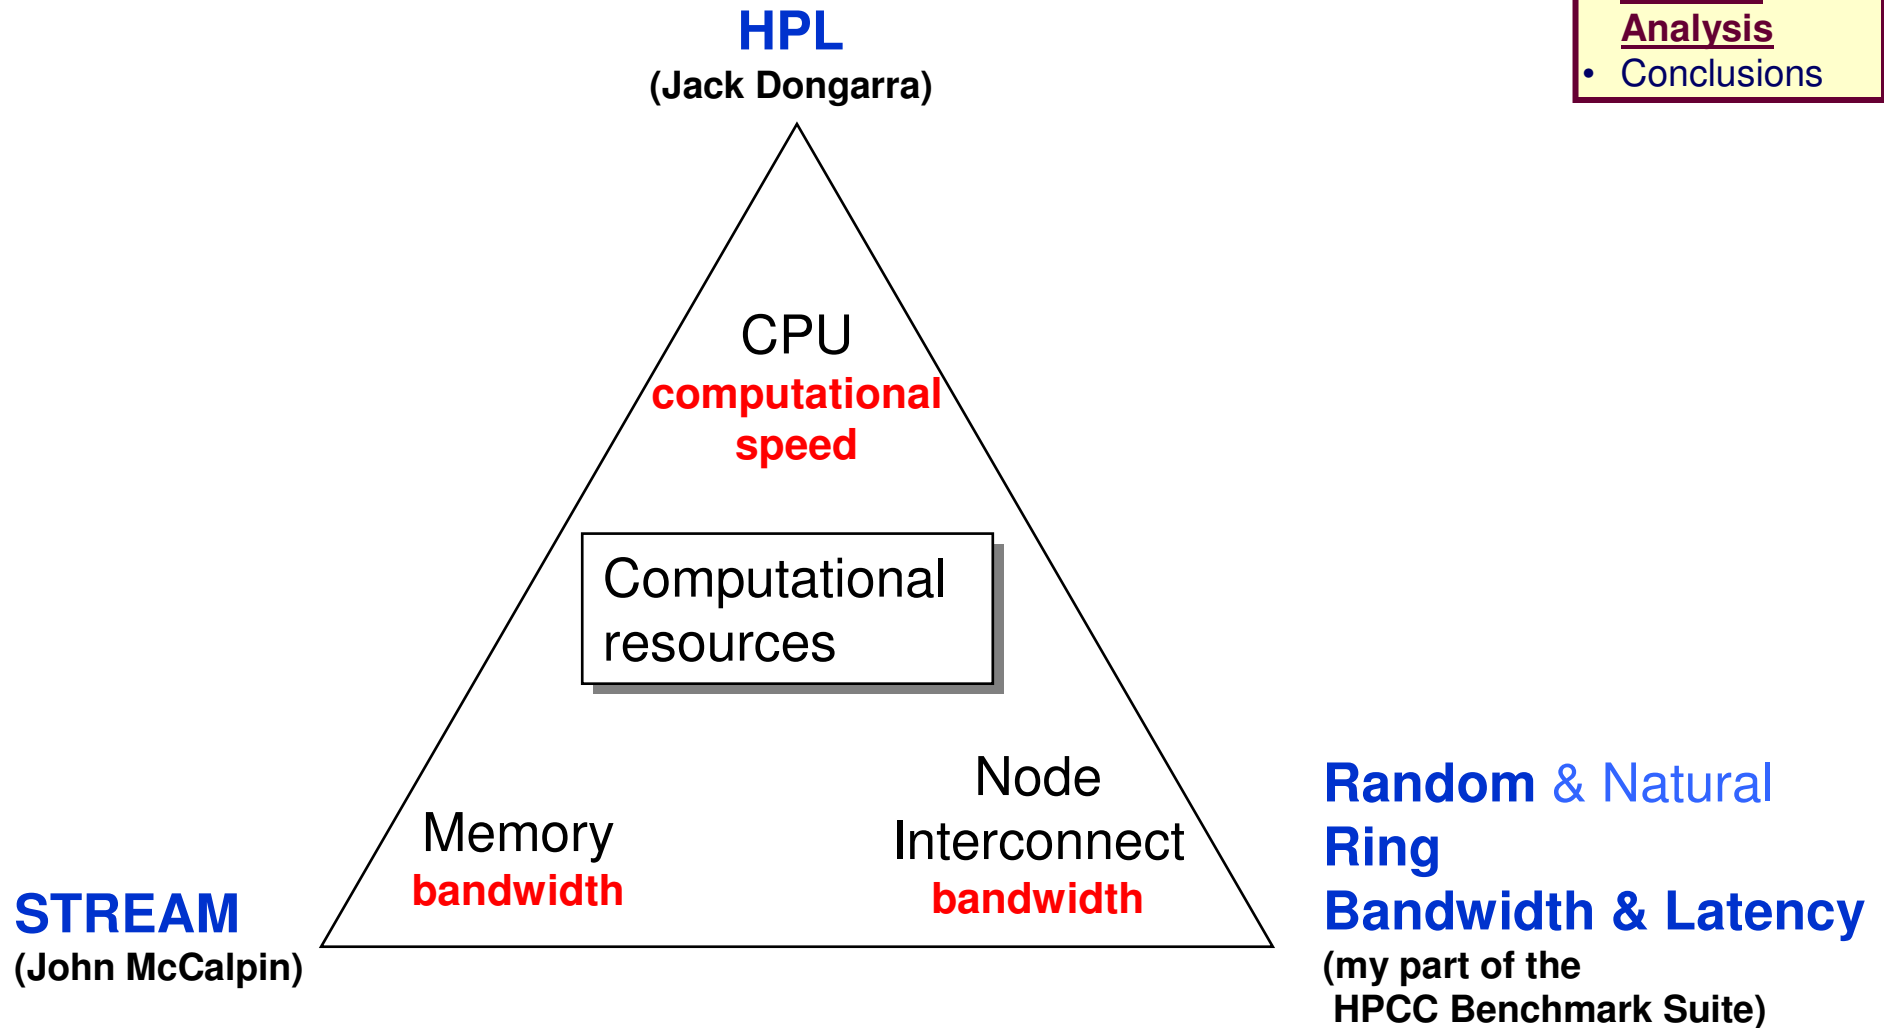 HPL
(Jack Dongarra)
Analysis
• Conclusions
CPU
computational
speed
Computational
resources
Node
Interconnect
bandwidth
Memory
bandwidth
STREAM
(John McCalpin)
Random & Natural
Ring
Bandwidth & Latency
(my part of the
HPCC Benchmark Suite)